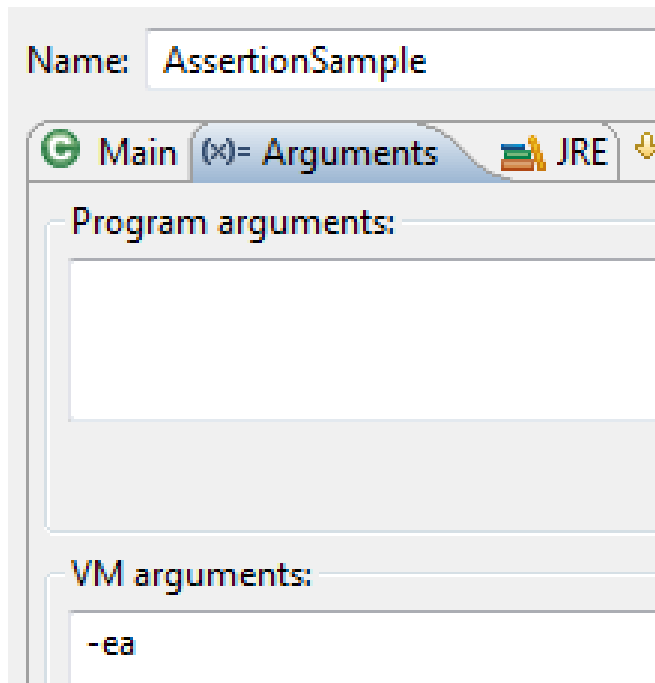 Name: AssertionSample
Main (x)= Arguments JRE
Program arguments:
VM arguments:
-ea